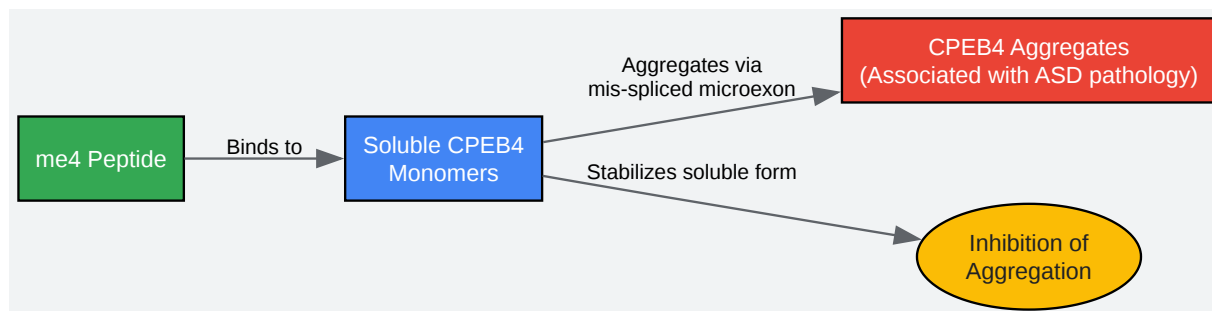 me4 Peptide
Binds to
Soluble CPEB4
Monomers
Aggregates via
mis-spliced microexon
CPEB4 Aggregates
(Associated with ASD pathology)
Stabilizes soluble form
Inhibition of
Aggregation